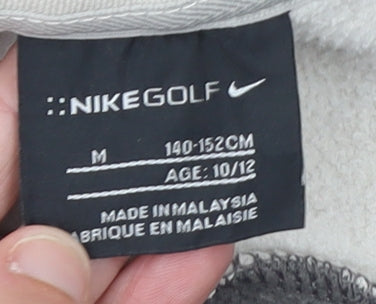 NIKEGOLF
M 140-152CM
AGE: 10/12
MADE IN MALAYSIA
ABRIQUE EN MALAISIE